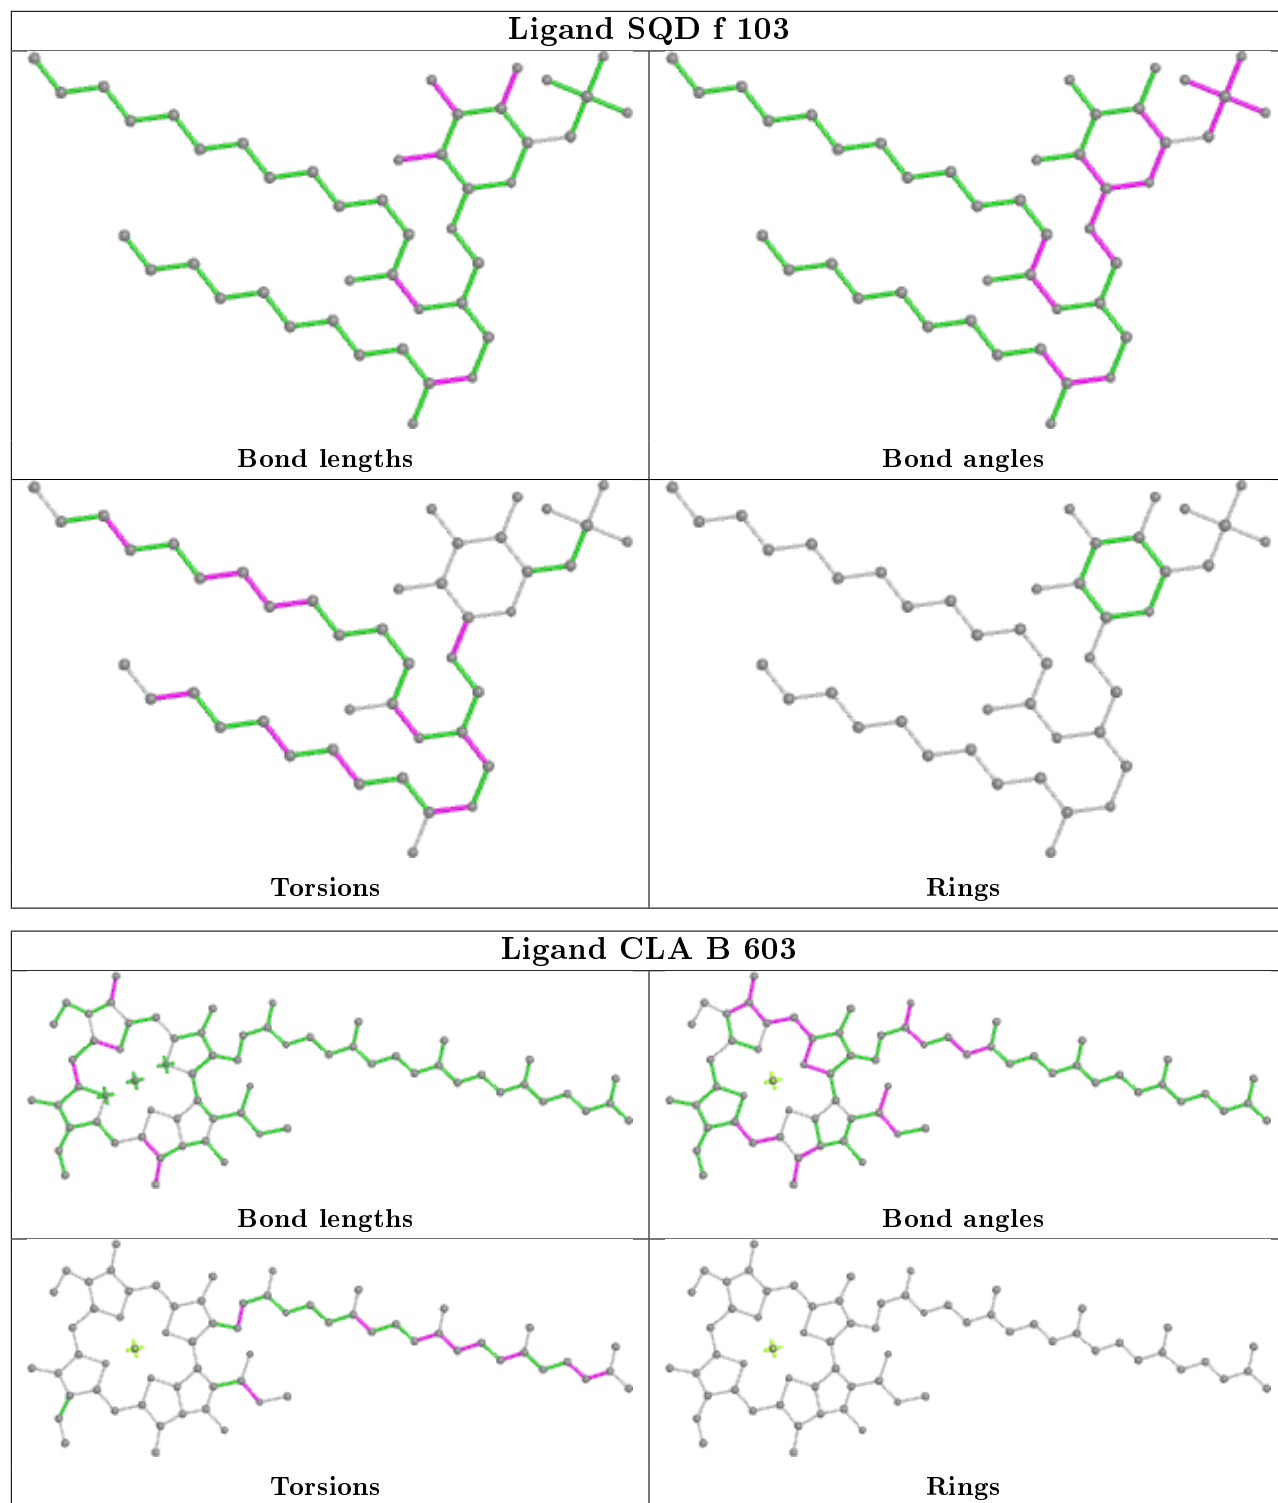 Ligand SQD f 103
Bond lengths
Bond angles
Torsions
Rings
Ligand CLA B 603
Bond lengths
Bond angles
Torsions
Rings